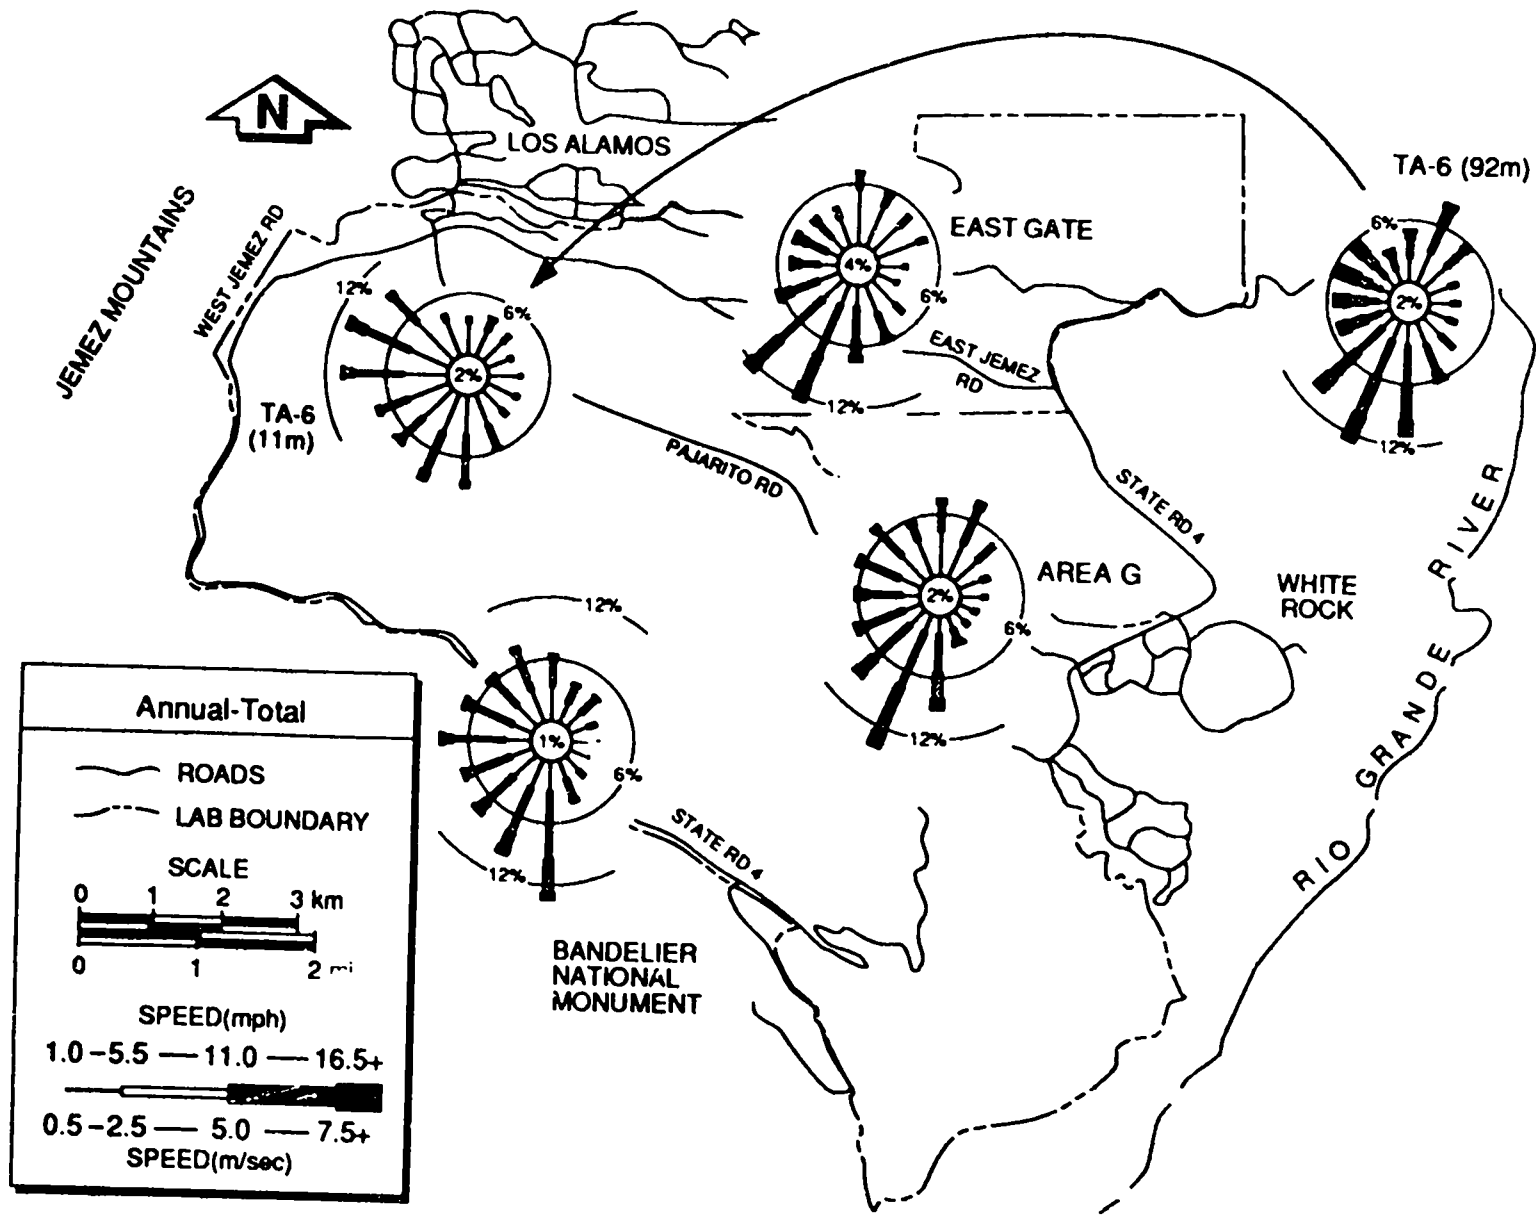 N
LOS ALAMOS
JEMEZ MOUNTAINS
WEST JEMEZ RD
TA-6 (92m)
6%
2%
12%
EAST GATE
4%
6%
12%
EAST JEMEZ
RD
12%
6%
2%
TA-6
(11m)
PAJARITO RD
STATE RD 4
AREA G
2%
6%
12%
WHITE
ROCK
RIO GRANDE RIVER
12%
1%
6%
12%
STATE RD 4
BANDELIER
NATIONAL
MONUMENT
Annual-Total
ROADS
LAB BOUNDARY
SCALE
0 1 2 3 km
0 1 2 mi
SPEED(mph)
1.0 – 5.5 — 11.0 — 16.5+
0.5 – 2.5 — 5.0 — 7.5+
SPEED(m/sec)